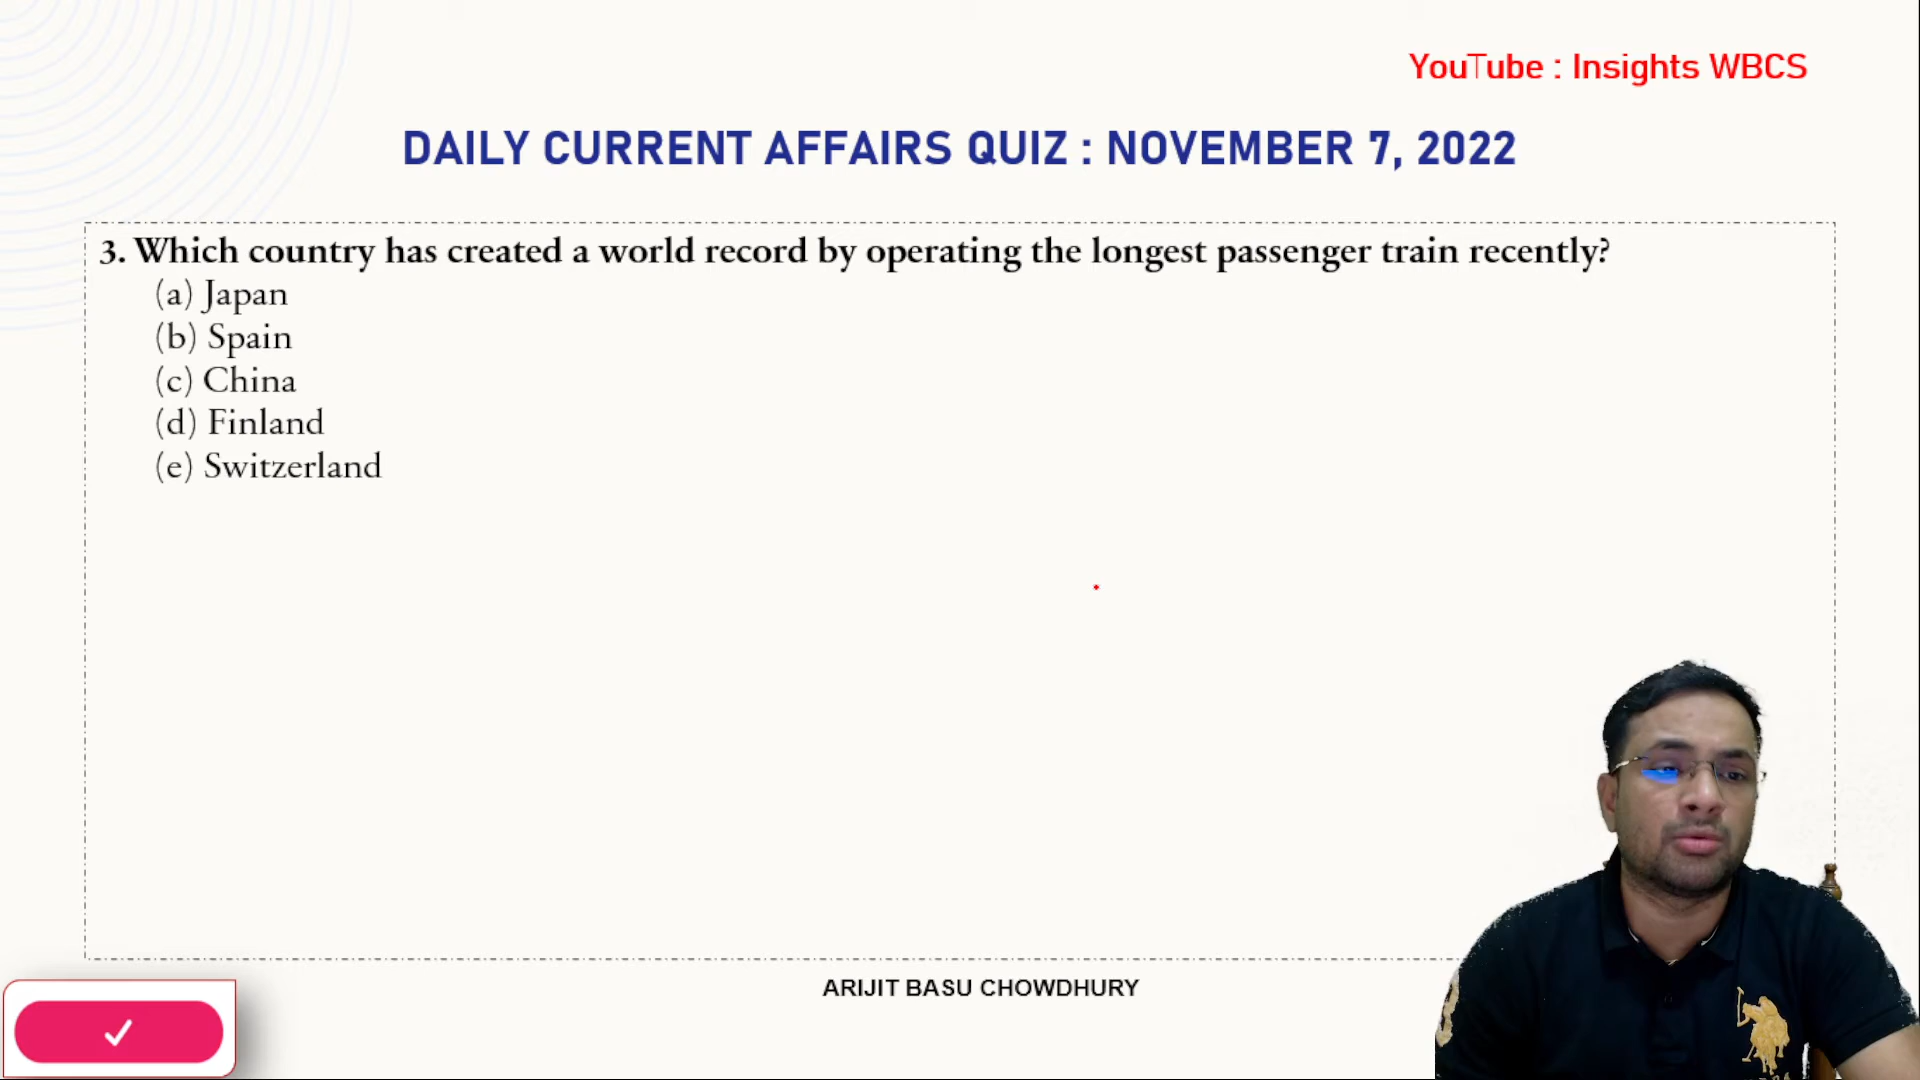 YouTube : Insights WBCS
DAILY CURRENT AFFAIRS QUIZ : NOVEMBER 7, 2022
3. Which country has created a world record by operating the longest passenger train recently?
(a) Japan
(b) Spain
(c) China
(d) Finland
(e) Switzerland
ARIJIT BASU CHOWDHURY